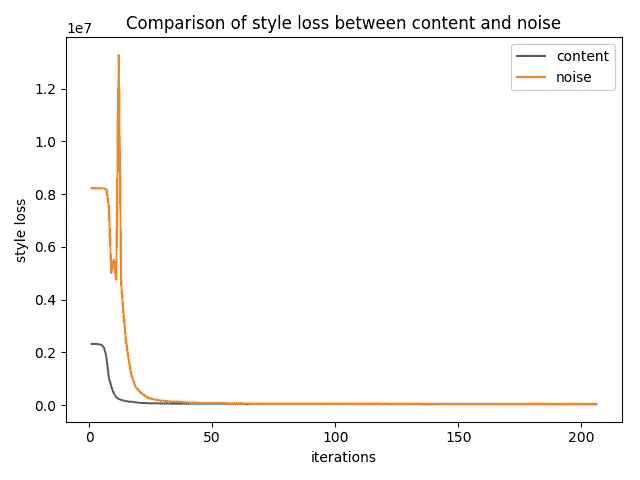 Comparison of style loss between content and noise
1e7
content
noise
1.2
1.0
0.8
0.6
0.4
0.2
0.0
style loss
0
50
100
150
200
iterations